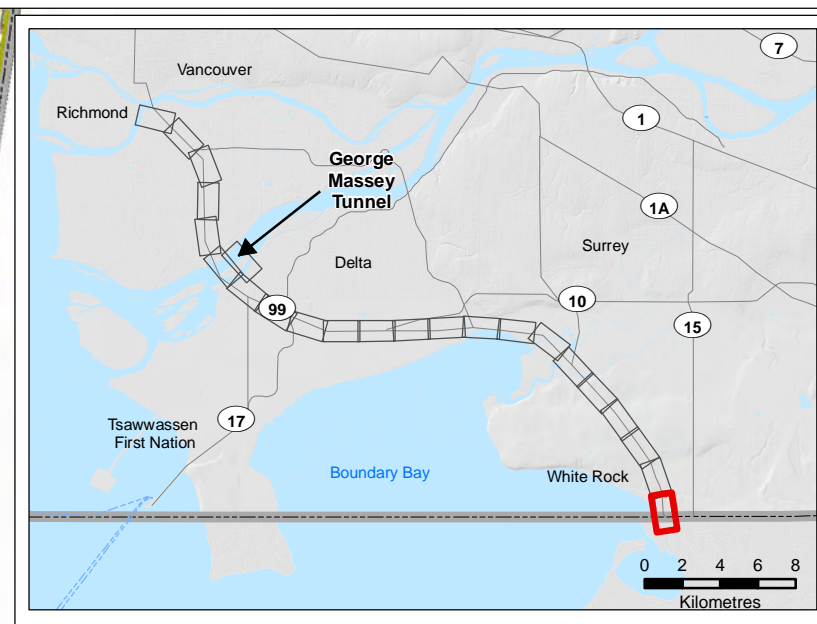 7
Vancouver
Richmond
1
George
Massey
Tunnel
1A
Surrey
Delta
10
99
15
17
Tsawwassen
First Nation
Boundary Bay
White Rock
0 2 4 6 8
Kilometres